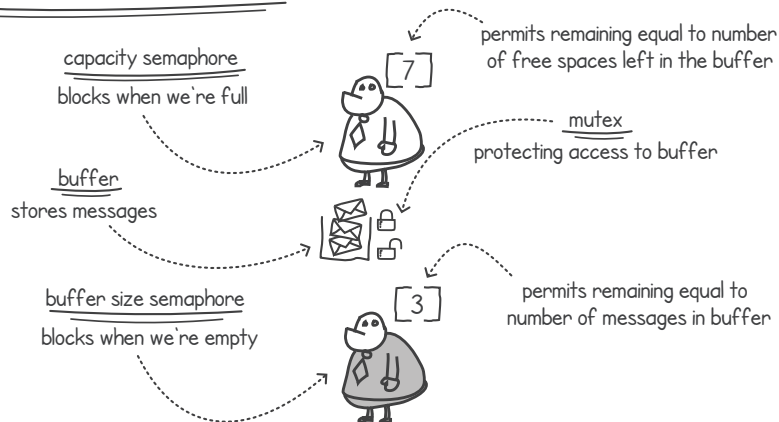 permits remaining equal to number
of free spaces left in the buffer
7
capacity semaphore
blocks when we're full
mutex
protecting access to buffer
buffer
stores messages
permits remaining equal to
number of messages in buffer
3
buffer size semaphore
blocks when we're empty